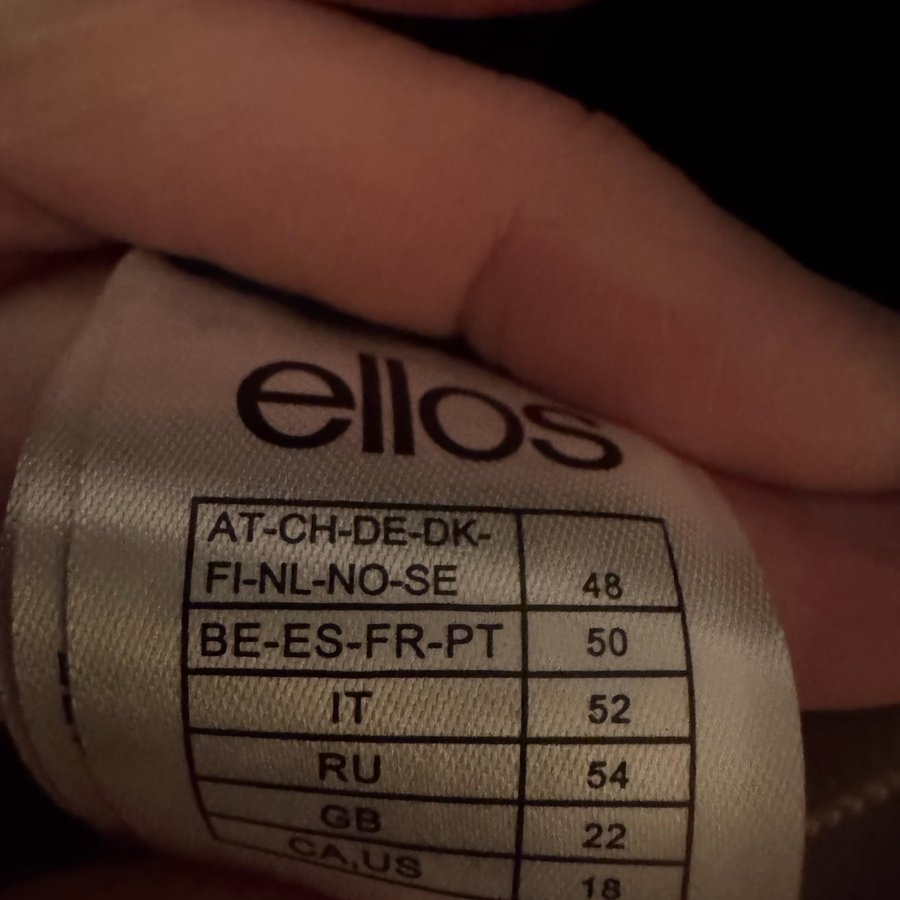 ellos
AT-CH-DE-DK-
FI-NL-NO-SE 48
BE-ES-FR-PT 50
IT 52
RU 54
GB 22
CA,US 18